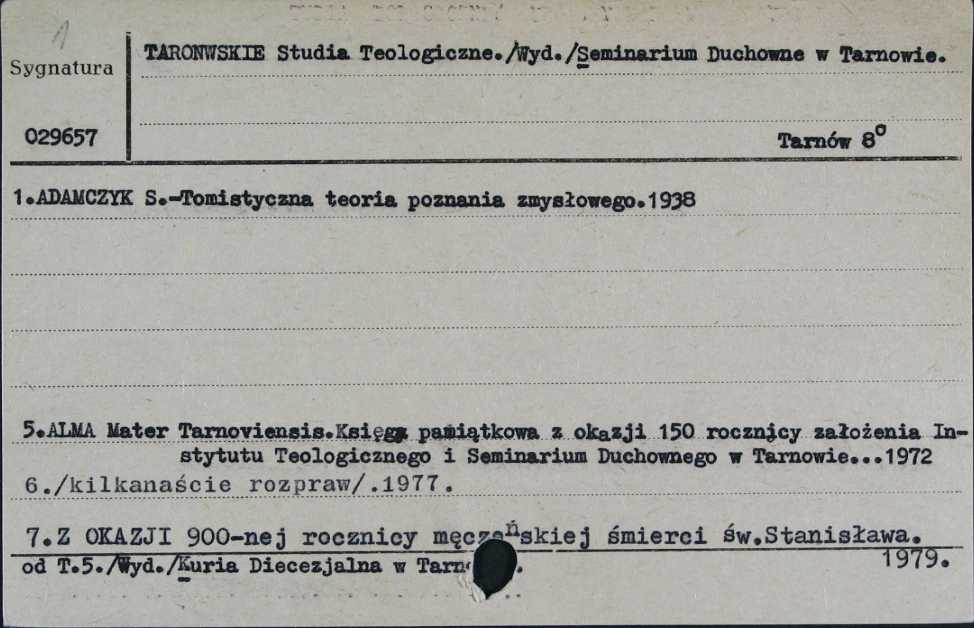 1
TARONWSKIE Studia Teologiczne./Wyd./Seminarium Duchowne w Tarnowie.
Sygnatura
029657
Tarnów 8°
1.ADAMCZYK S.-Tomistyczna teoria poznania zmysłowego.1938
5.ALMA Mater Tarnoviensis.Księga pamiątkowa z okazji 150 rocznicy założenia In-
stytutu Teologicznego i Seminarium Duchownego w Tarnowie...1972
6./kilkanaście rozpraw/.1977.
7.Z OKAZJI 900-nej rocznicy męczeńskiej śmierci św.Stanisława.
1979.
od T.5./Wyd./Kuria Diecezjalna w